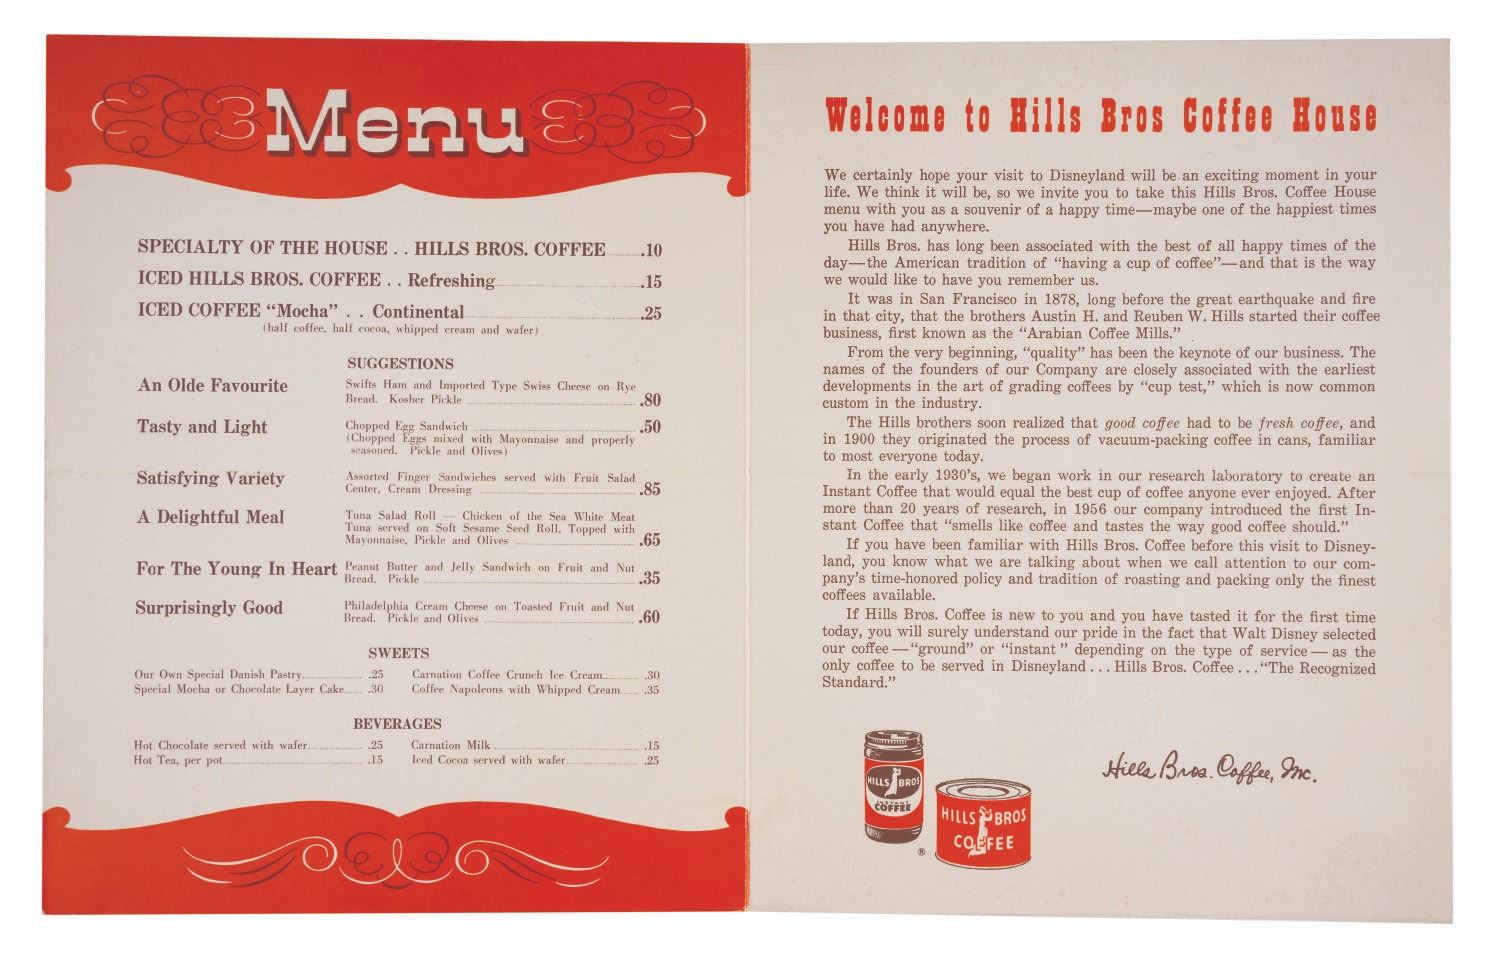 Menu
SPECIALTY OF THE HOUSE . . HILLS BROS. COFFEE .10
ICED HILLS BROS. COFFEE . . Refreshing .15
ICED COFFEE "Mocha" . . Continental .25
(half coffee, half cocoa, whipped cream and wafer)
SUGGESTIONS
An Olde Favourite
Swifts Ham and Imported Type Swiss Cheese on Rye
Bread. Kosher Pickle .80
Tasty and Light
Chopped Egg Sandwich .50
(Chopped Eggs mixed with Mayonnaise and properly
seasoned. Pickle and Olives)
Satisfying Variety
Assorted Finger Sandwiches served with Fruit Salad
Center, Cream Dressing .85
A Delightful Meal
Tuna Salad Roll — Chicken of the Sea White Meat
Tuna served on Soft Sesame Seed Roll, Topped with
Mayonnaise, Pickle and Olives .65
For The Young In Heart
Peanut Butter and Jelly Sandwich on Fruit and Nut
Bread. Pickle .35
Surprisingly Good
Philadelphia Cream Cheese on Toasted Fruit and Nut
Bread. Pickle and Olives .60
SWEETS
Our Own Special Danish Pastry .25
Special Mocha or Chocolate Layer Cake .30
Carnation Coffee Crunch Ice Cream .30
Coffee Napoleons with Whipped Cream .35
BEVERAGES
Hot Chocolate served with wafer .25
Hot Tea, per pot .15
Carnation Milk .15
Iced Cocoa served with wafer .25
Welcome to Hills Bros Coffee House
We certainly hope your visit to Disneyland will be an exciting moment in your
life. We think it will be, so we invite you to take this Hills Bros. Coffee House
menu with you as a souvenir of a happy time—maybe one of the happiest times
you have had anywhere.
Hills Bros. has long been associated with the best of all happy times of the
day—the American tradition of "having a cup of coffee"—and that is the way
we would like to have you remember us.
It was in San Francisco in 1878, long before the great earthquake and fire
in that city, that the brothers Austin H. and Reuben W. Hills started their coffee
business, first known as the "Arabian Coffee Mills."
From the very beginning, "quality" has been the keynote of our business. The
names of the founders of our Company are closely associated with the earliest
developments in the art of grading coffees by "cup test," which is now common
custom in the industry.
The Hills brothers soon realized that good coffee had to be fresh coffee, and
in 1900 they originated the process of vacuum-packing coffee in cans, familiar
to most everyone today.
In the early 1930's, we began work in our research laboratory to create an
Instant Coffee that would equal the best cup of coffee anyone ever enjoyed. After
more than 20 years of research, in 1956 our company introduced the first In-
stant Coffee that "smells like coffee and tastes the way good coffee should."
If you have been familiar with Hills Bros. Coffee before this visit to Disney-
land, you know what we are talking about when we call attention to our com-
pany's time-honored policy and tradition of roasting and packing only the finest
coffees available.
If Hills Bros. Coffee is new to you and you have tasted it for the first time
today, you will surely understand our pride in the fact that Walt Disney selected
our coffee — "ground" or "instant" depending on the type of service — as the
only coffee to be served in Disneyland . . . Hills Bros. Coffee . . . "The Recognized
Standard."
HILLS BROS
INSTANT
COFFEE
®
HILLS BROS
COFFEE
Hills Bros. Coffee, Inc.